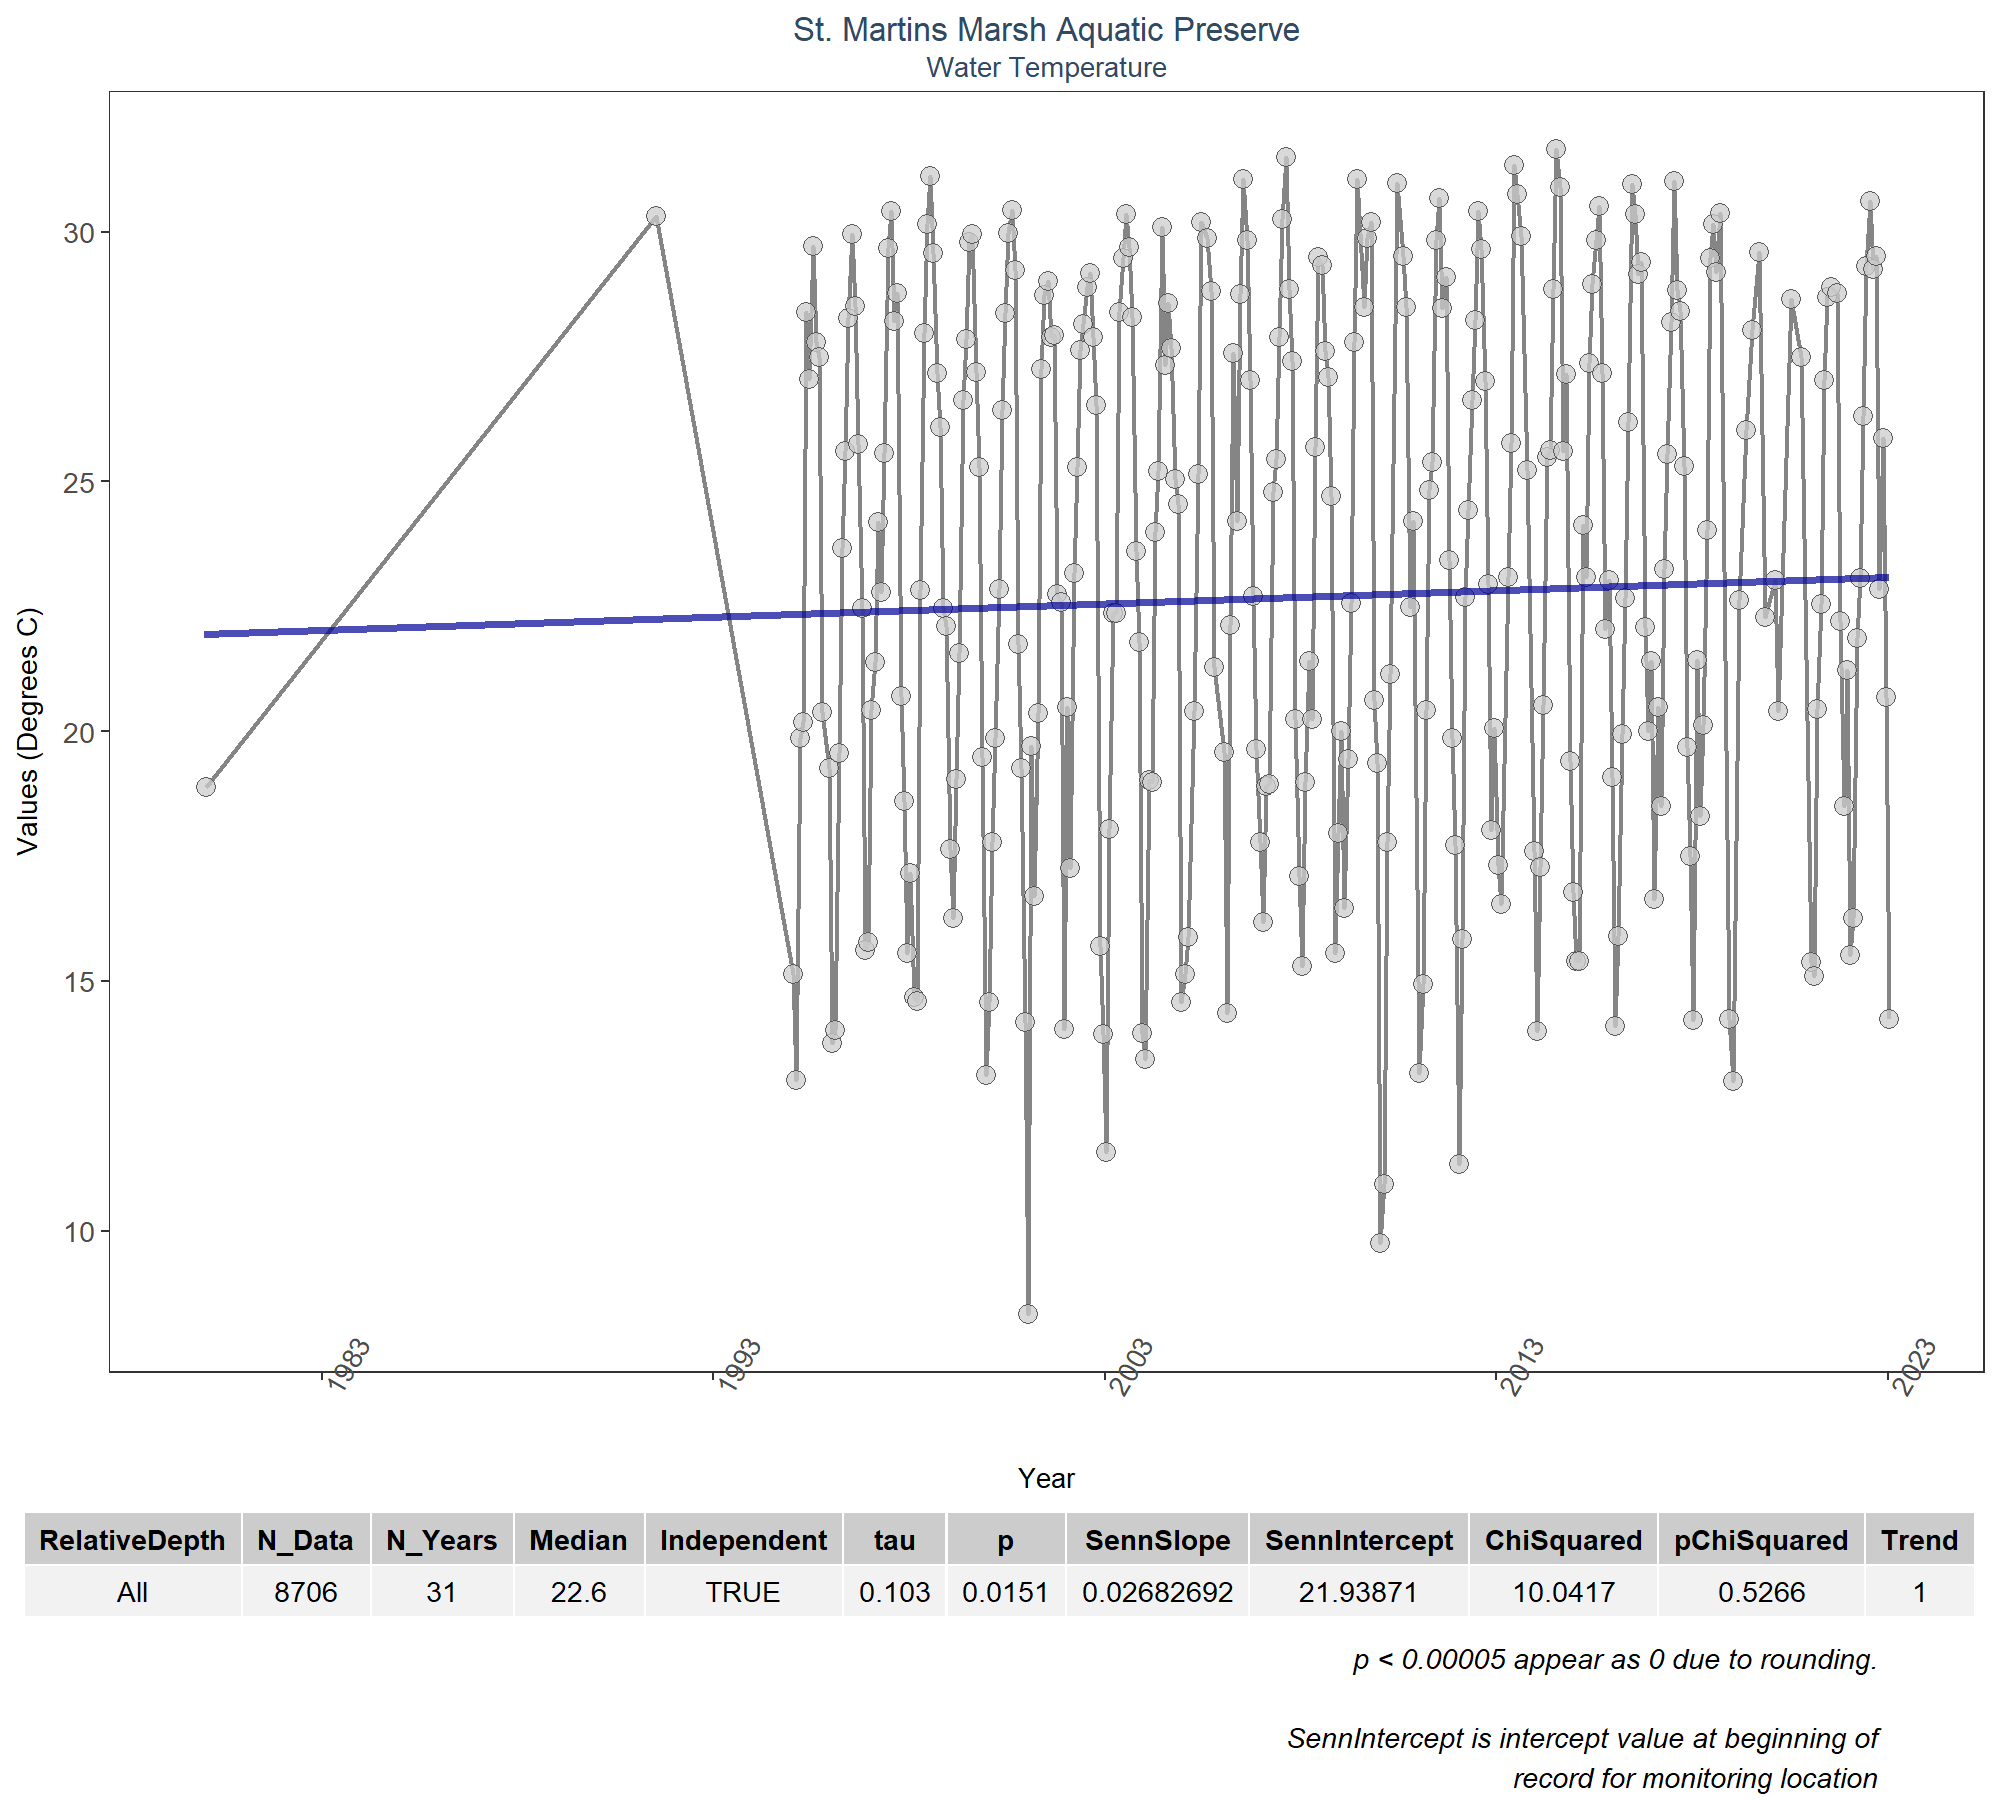 St. Martins Marsh Aquatic Preserve
Water Temperature
Values (Degrees C)
30
25
20
15
10
1983
1993
2003
2013
2023
Year
RelativeDepth N_Data N_Years Median Independent tau p SennSlope SennIntercept ChiSquared pChiSquared Trend
All 8706 31 22.6 TRUE 0.103 0.0151 0.02682692 21.93871 10.0417 0.5266 1
p < 0.00005 appear as 0 due to rounding.
SennIntercept is intercept value at beginning of
record for monitoring location